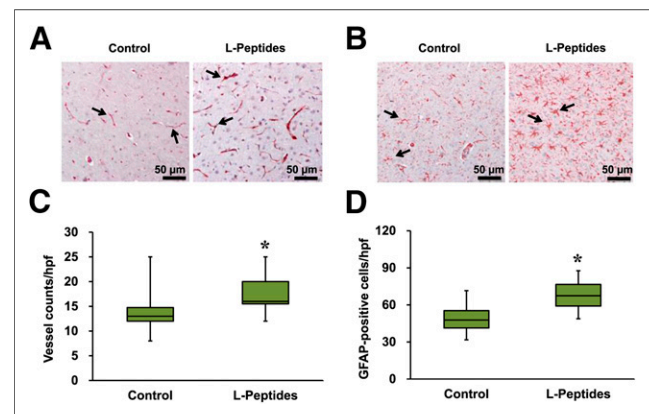 A
Control
L-Peptides
50 µm
50 µm
B
Control
L-Peptides
50 µm
50 µm
C
Vessel counts/hpf
30
25
20
15
10
5
0
*
Control
L-Peptides
D
GFAP-positive cells/hpf
120
90
60
30
0
*
Control
L-Peptides